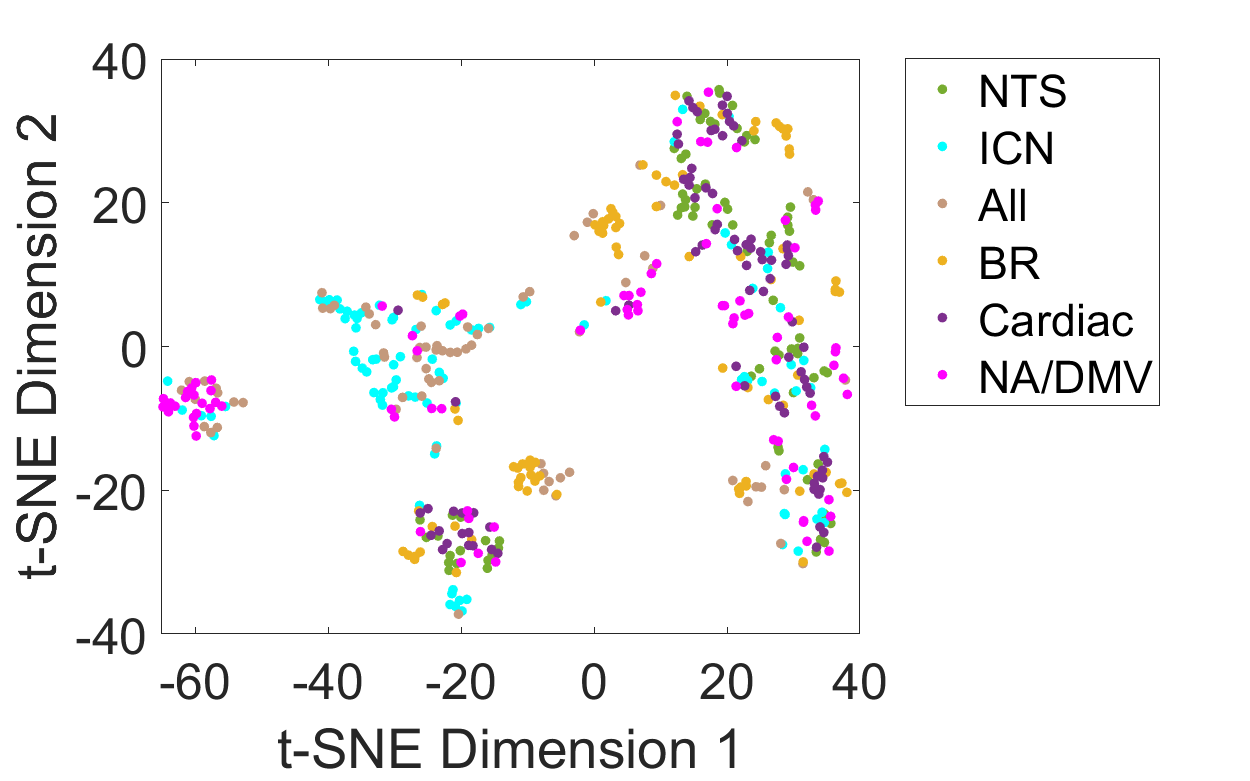 40
20
0
-20
-40
t-SNE Dimension 2
-60
-40
-20
0
20
40
t-SNE Dimension 1
NTS
ICN
All
BR
Cardiac
NA/DMV